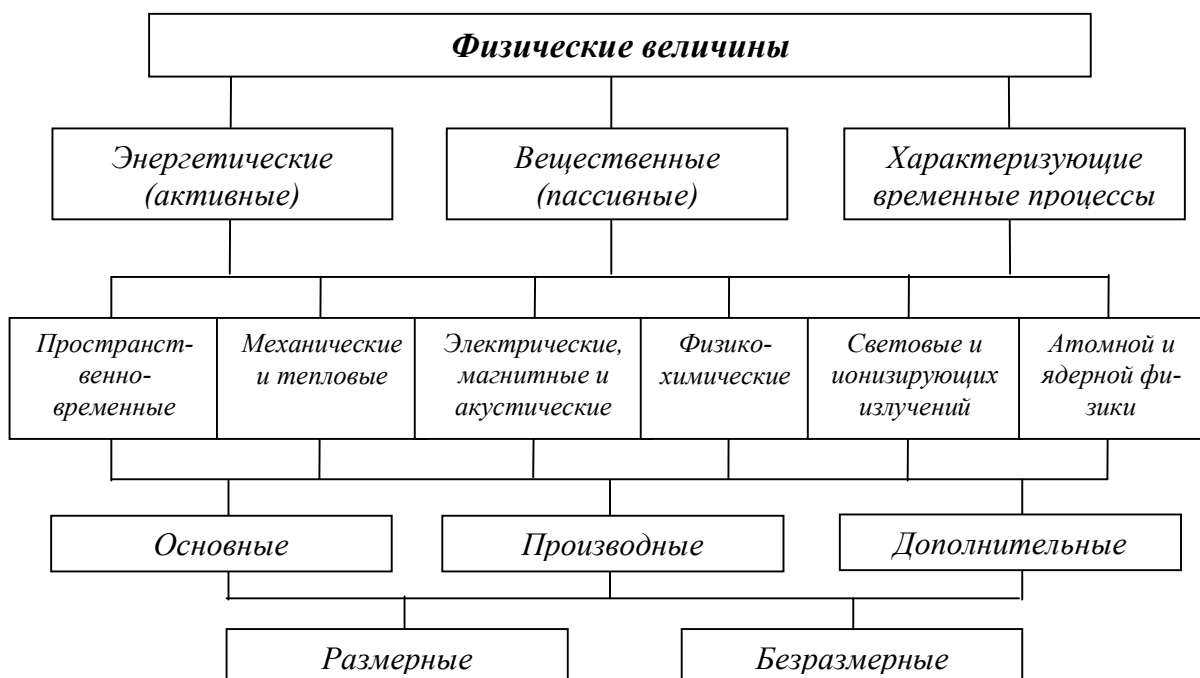 Физические величины
Энергетические
(активные)
Вещественные
(пассивные)
Характеризующие
временные процессы
Пространст-
венно-
временные
Механические
и тепловые
Электрические,
магнитные и
акустические
Физико-
химические
Световые и
ионизирующих
излучений
Атомной и
ядерной фи-
зики
Основные
Производные
Дополнительные
Размерные
Безразмерные